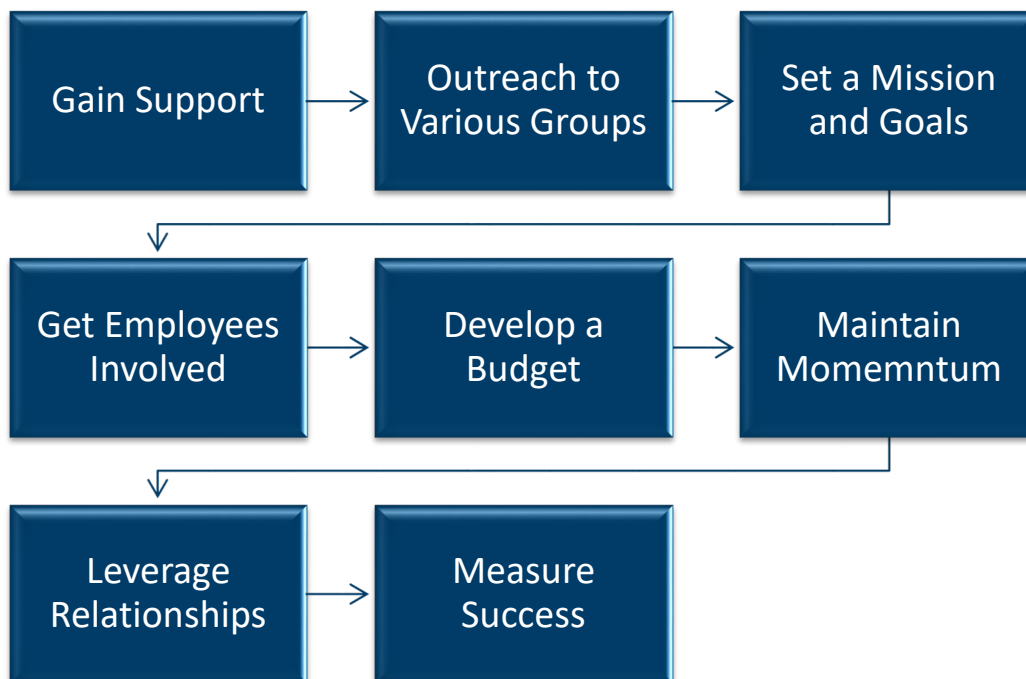 Gain Support
Outreach to
Various Groups
Set a Mission
and Goals
Get Employees
Involved
Develop a
Budget
Maintain
Momemntum
Leverage
Relationships
Measure
Success